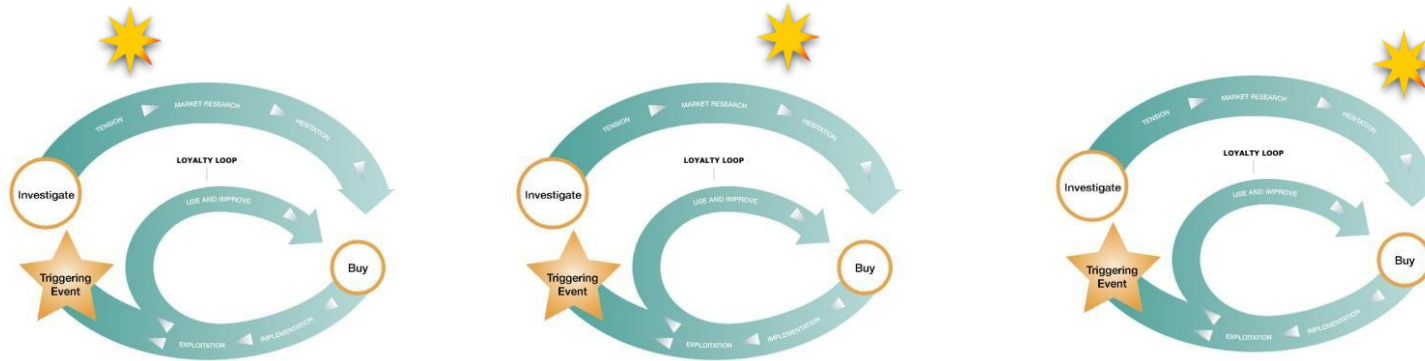 TENSION
MARKET RESEARCH
HESITATION
LOYALTY LOOP
Investigate
USE AND IMPROVE
Triggering
Event
Buy
EXPLOITATION
IMPLEMENTATION
TENSION
MARKET RESEARCH
HESITATION
LOYALTY LOOP
Investigate
USE AND IMPROVE
Triggering
Event
Buy
EXPLOITATION
IMPLEMENTATION
TENSION
MARKET RESEARCH
HESITATION
LOYALTY LOOP
Investigate
USE AND IMPROVE
Triggering
Event
Buy
EXPLOITATION
IMPLEMENTATION